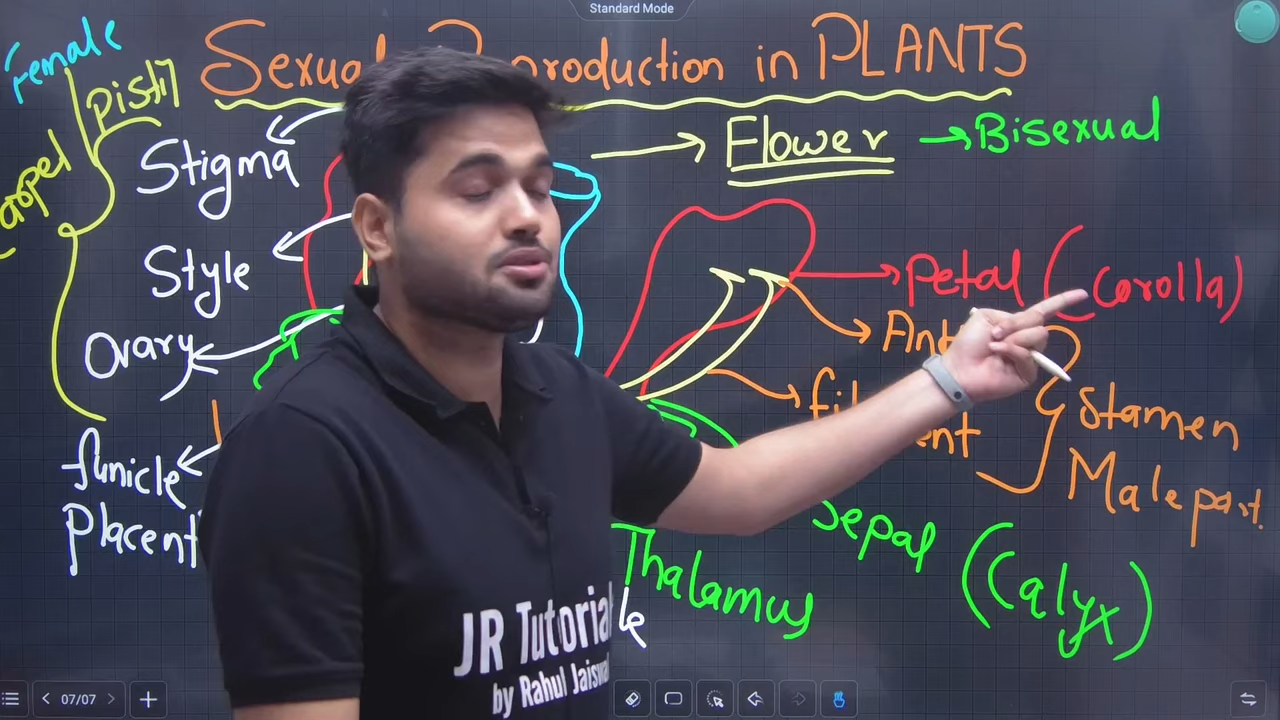 Standard Mode
Female
Pistil
Sexual production in PLANTS
Stigma
Flower
Bisexual
Style
Petal (Corolla)
Ovary
Stamen
Male part.
funicle
Sepal (Calyx)
Thalamus
JR Tutorial
by Rahul Jaiswal
07/07